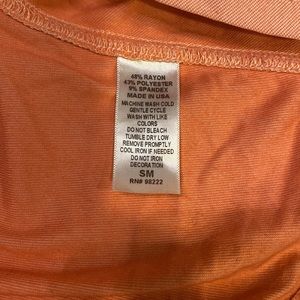 48% RAYON
43% POLYESTER
9% SPANDEX
MADE IN USA
MACHINE WASH COLD
GENTLE CYCLE
WASH WITH LIKE
COLORS
DO NOT BLEACH
TUMBLE DRY LOW
REMOVE PROMPTLY
COOL IRON IF NEEDED
DO NOT IRON
DECORATION
SM
RN# 98222